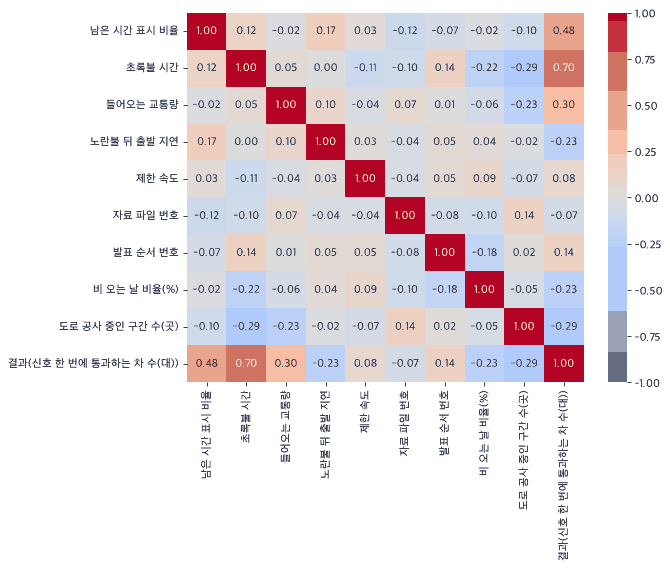 남은 시간 표시 비율 1.00 0.12 -0.02 0.17 0.03 -0.12 -0.07 -0.02 -0.10 0.48
초록불 시간 0.12 1.00 0.05 0.00 -0.11 -0.10 0.14 -0.22 -0.29 0.70
들어오는 교통량 -0.02 0.05 1.00 0.10 -0.04 0.07 0.01 -0.06 -0.23 0.30
노란불 뒤 출발 지연 0.17 0.00 0.10 1.00 0.03 -0.04 0.05 0.04 -0.02 -0.23
제한 속도 0.03 -0.11 -0.04 0.03 1.00 -0.04 0.05 0.09 -0.07 0.08
자료 파일 번호 -0.12 -0.10 0.07 -0.04 -0.04 1.00 -0.08 -0.10 0.14 -0.07
발표 순서 번호 -0.07 0.14 0.01 0.05 0.05 -0.08 1.00 -0.18 0.02 0.14
비 오는 날 비율(%) -0.02 -0.22 -0.06 0.04 0.09 -0.10 -0.18 1.00 -0.05 -0.23
도로 공사 중인 구간 수(곳) -0.10 -0.29 -0.23 -0.02 -0.07 0.14 0.02 -0.05 1.00 -0.29
결과(신호 한 번에 통과하는 차 수(대)) 0.48 0.70 0.30 -0.23 0.08 -0.07 0.14 -0.23 -0.29 1.00
남은 시간 표시 비율
초록불 시간
들어오는 교통량
노란불 뒤 출발 지연
제한 속도
자료 파일 번호
발표 순서 번호
비 오는 날 비율(%)
도로 공사 중인 구간 수(곳)
결과(신호 한 번에 통과하는 차 수(대))
1.00
0.75
0.50
0.25
0.00
-0.25
-0.50
-0.75
-1.00